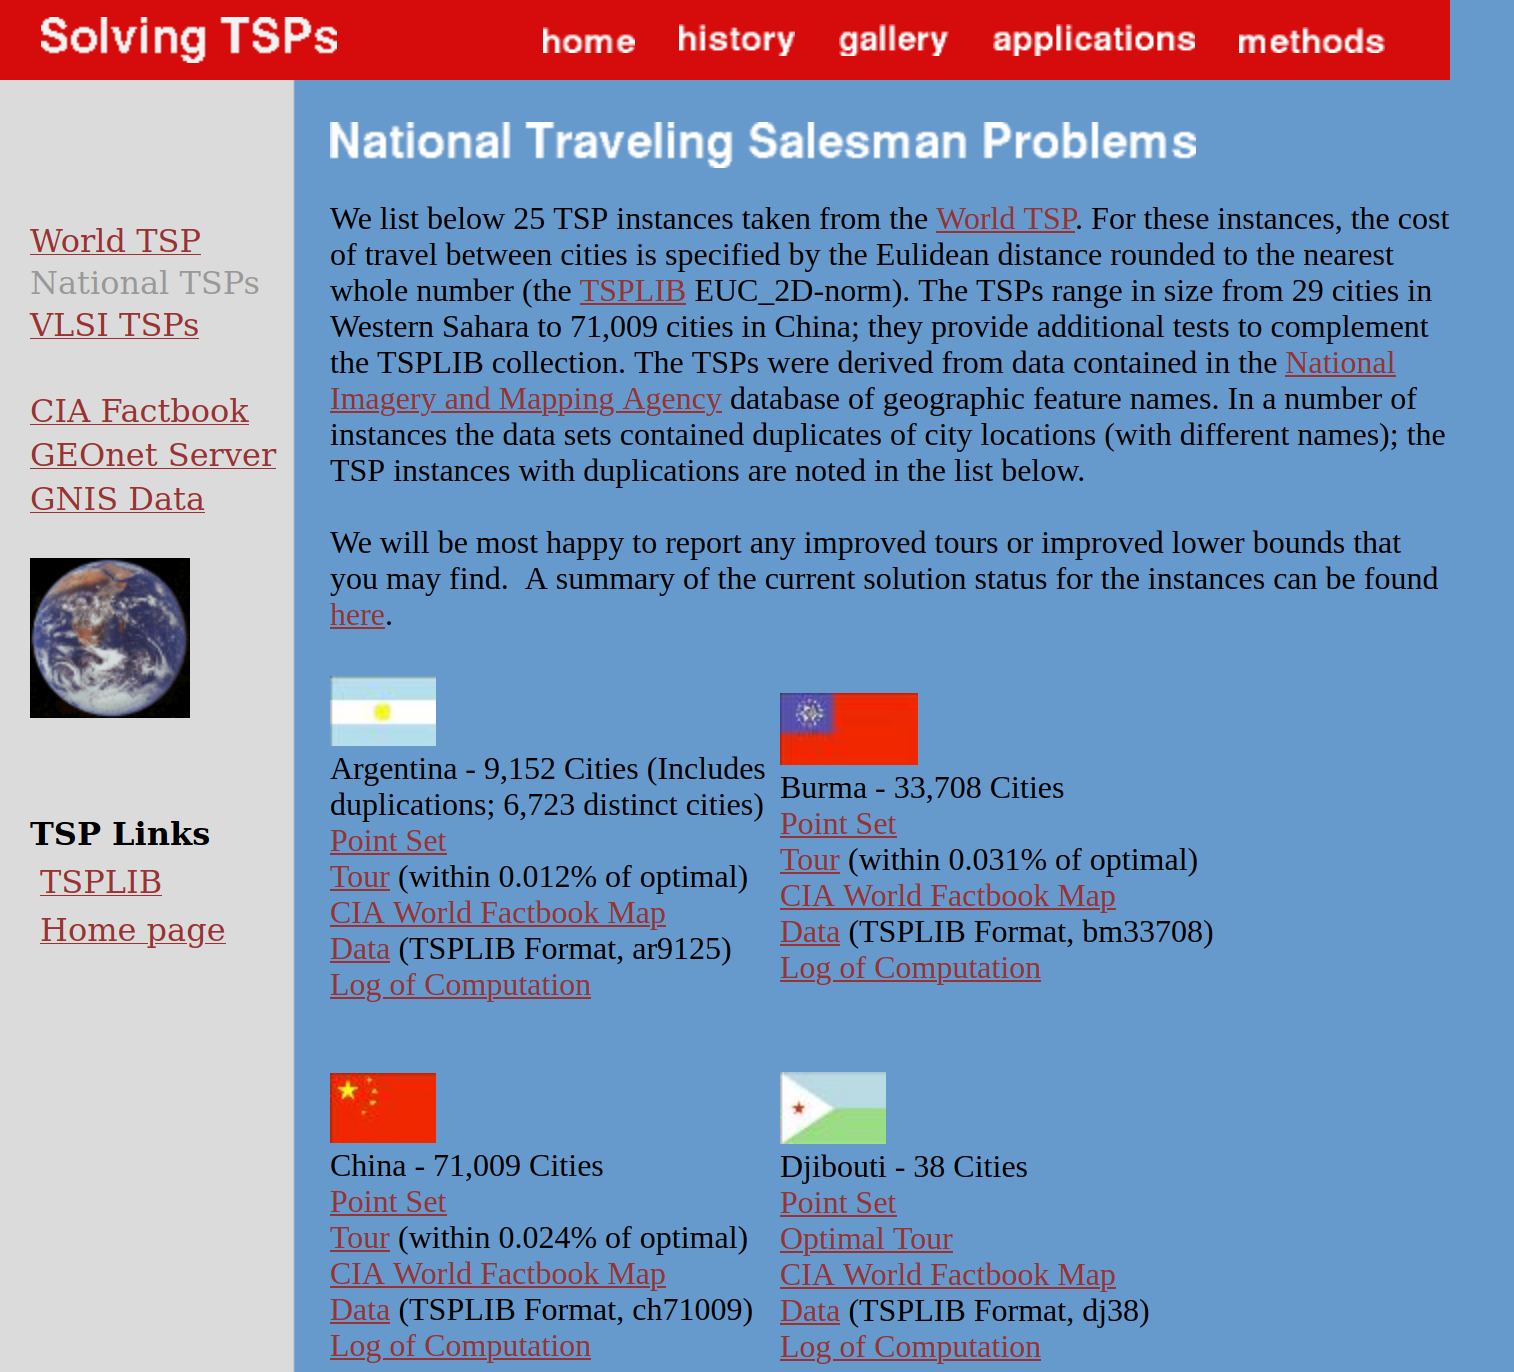 Solving TSPs
home history gallery applications methods
World TSP
National TSPs
VLSI TSPs
CIA Factbook
GEOnet Server
GNIS Data
TSP Links
TSPLIB
Home page
National Traveling Salesman Problems
We list below 25 TSP instances taken from the World TSP. For these instances, the cost
of travel between cities is specified by the Eulidean distance rounded to the nearest
whole number (the TSPLIB EUC_2D-norm). The TSPs range in size from 29 cities in
Western Sahara to 71,009 cities in China; they provide additional tests to complement
the TSPLIB collection. The TSPs were derived from data contained in the National
Imagery and Mapping Agency database of geographic feature names. In a number of
instances the data sets contained duplicates of city locations (with different names); the
TSP instances with duplications are noted in the list below.
We will be most happy to report any improved tours or improved lower bounds that
you may find.  A summary of the current solution status for the instances can be found
here.
Argentina - 9,152 Cities (Includes
duplications; 6,723 distinct cities)
Point Set
Tour (within 0.012% of optimal)
CIA World Factbook Map
Data (TSPLIB Format, ar9125)
Log of Computation
Burma - 33,708 Cities
Point Set
Tour (within 0.031% of optimal)
CIA World Factbook Map
Data (TSPLIB Format, bm33708)
Log of Computation
China - 71,009 Cities
Point Set
Tour (within 0.024% of optimal)
CIA World Factbook Map
Data (TSPLIB Format, ch71009)
Log of Computation
Djibouti - 38 Cities
Point Set
Optimal Tour
CIA World Factbook Map
Data (TSPLIB Format, dj38)
Log of Computation